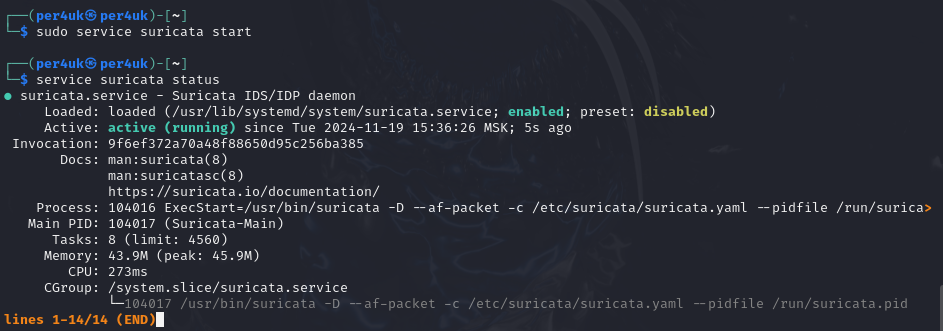 ┌──(per4uk㉿per4uk)-[~]
└─$ sudo service suricata start
┌──(per4uk㉿per4uk)-[~]
└─$ service suricata status
● suricata.service - Suricata IDS/IDP daemon
Loaded: loaded (/usr/lib/systemd/system/suricata.service; enabled; preset: disabled)
Active: active (running) since Tue 2024-11-19 15:36:26 MSK; 5s ago
Invocation: 9f6ef372a70a48f88650d95c256ba385
Docs: man:suricata(8)
man:suricatasc(8)
https://suricata.io/documentation/
Process: 104016 ExecStart=/usr/bin/suricata -D --af-packet -c /etc/suricata/suricata.yaml --pidfile /run/surica>
Main PID: 104017 (Suricata-Main)
Tasks: 8 (limit: 4560)
Memory: 43.9M (peak: 45.9M)
CPU: 273ms
CGroup: /system.slice/suricata.service
└─104017 /usr/bin/suricata -D --af-packet -c /etc/suricata/suricata.yaml --pidfile /run/suricata.pid
lines 1-14/14 (END)